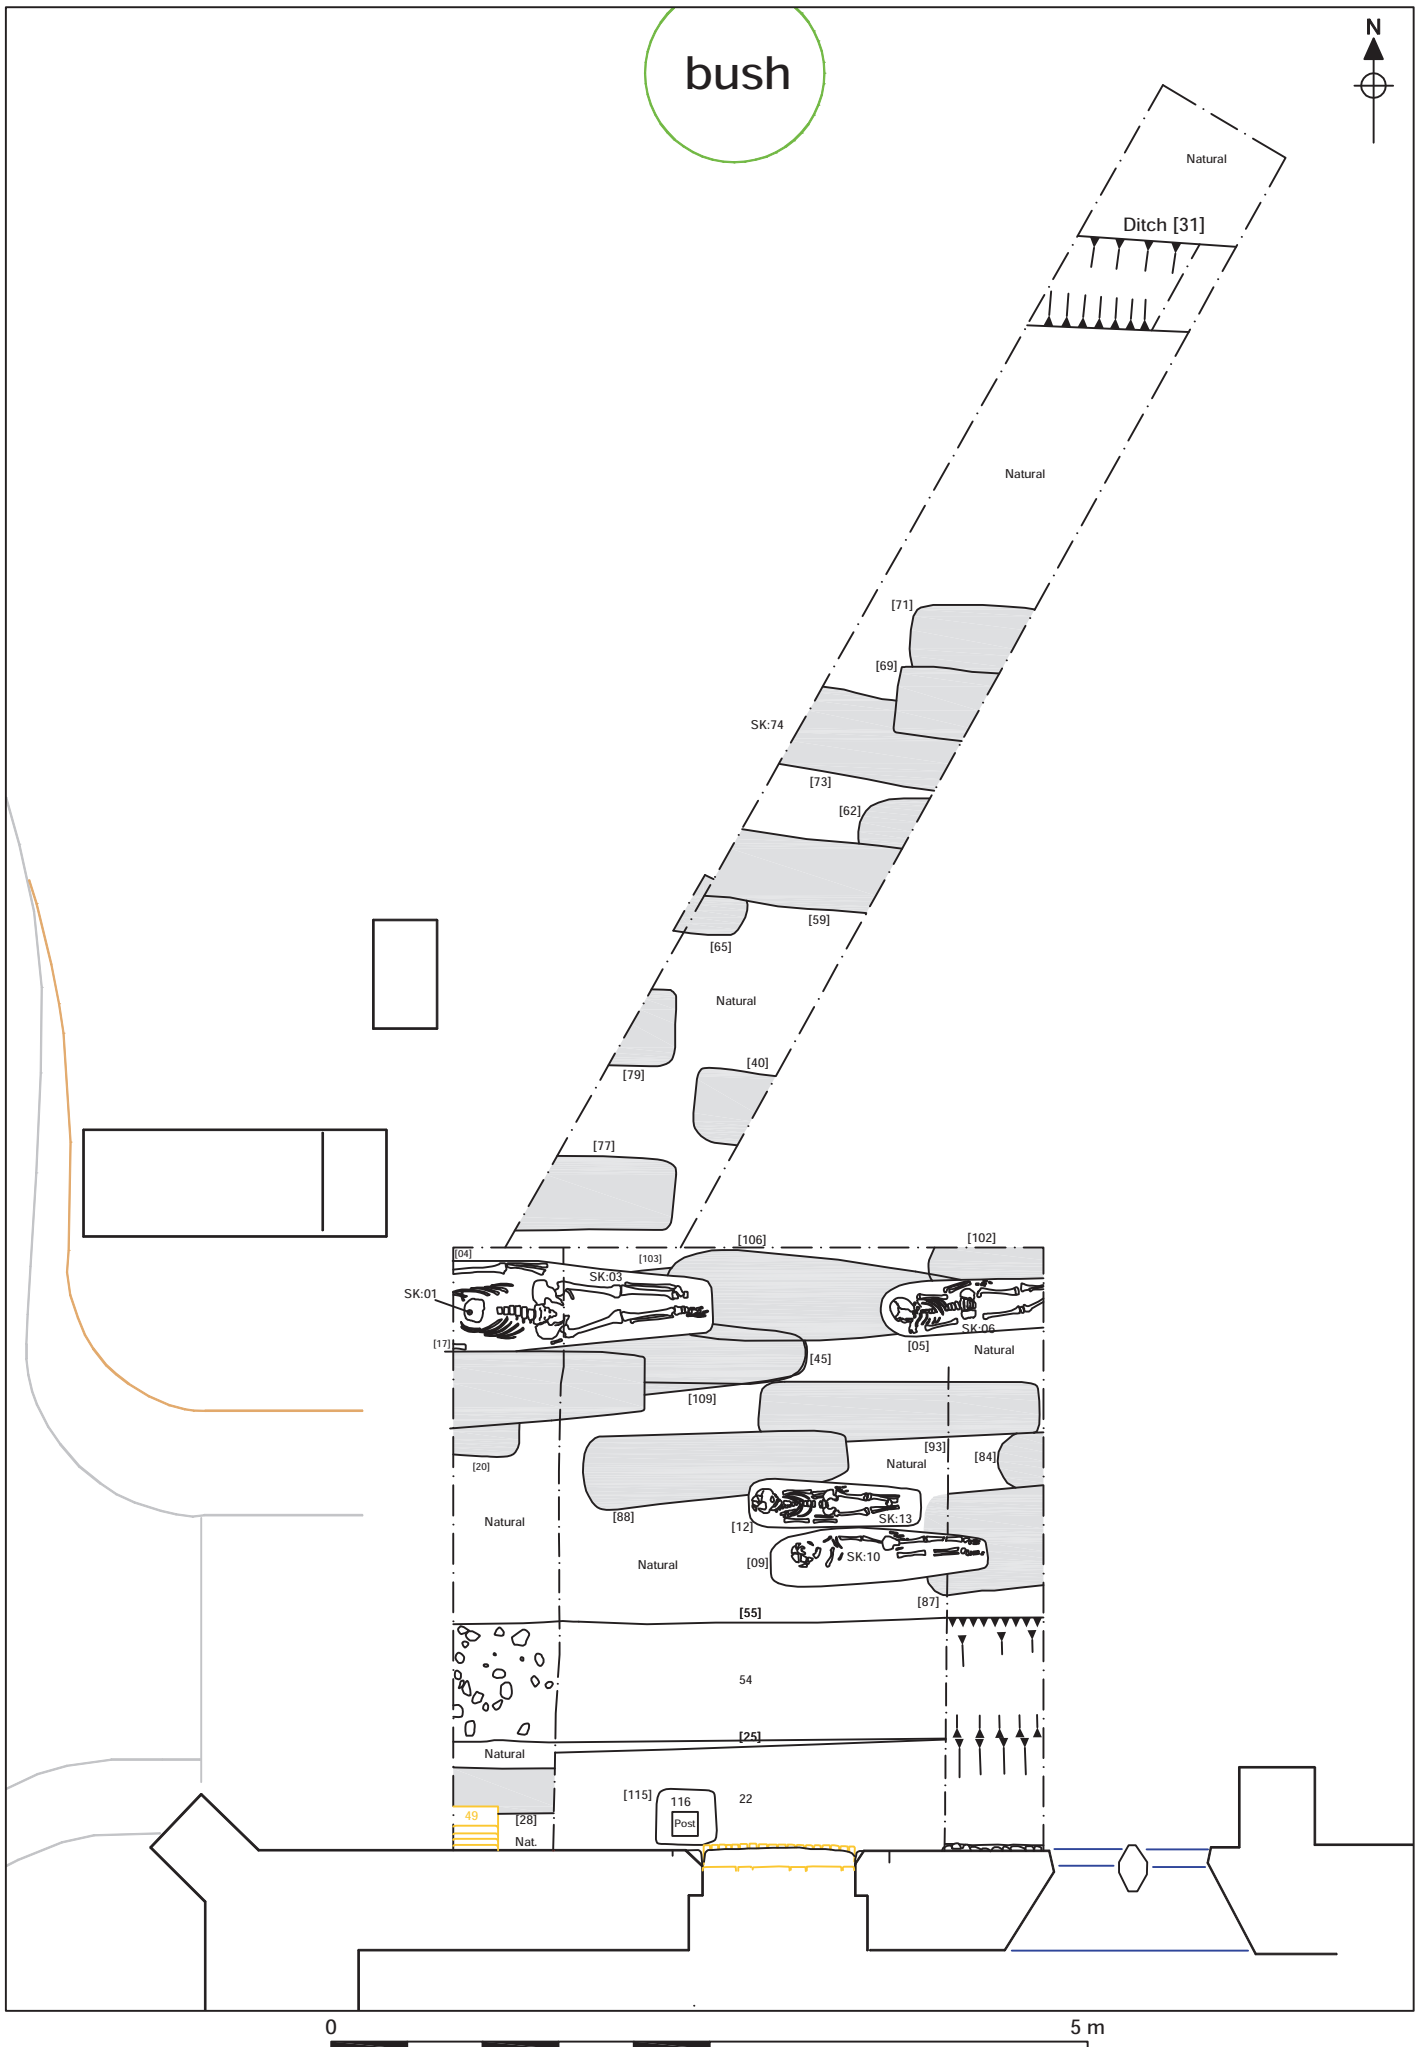 N
bush
Natural
Ditch [31]
Natural
[71]
[69]
SK:74
[73]
[62]
[59]
[65]
Natural
[40]
[79]
[77]
[106]
[102]
[04]
[103]
SK:03
SK:01
SK:06
[17]
[05]
Natural
[45]
[109]
[93]
[84]
Natural
[20]
[88]
SK:13
[12]
Natural
SK:10
[09]
Natural
[87]
[55]
54
[25]
Natural
[115]
116
22
49
Post
[28]
Nat.
0
5 m